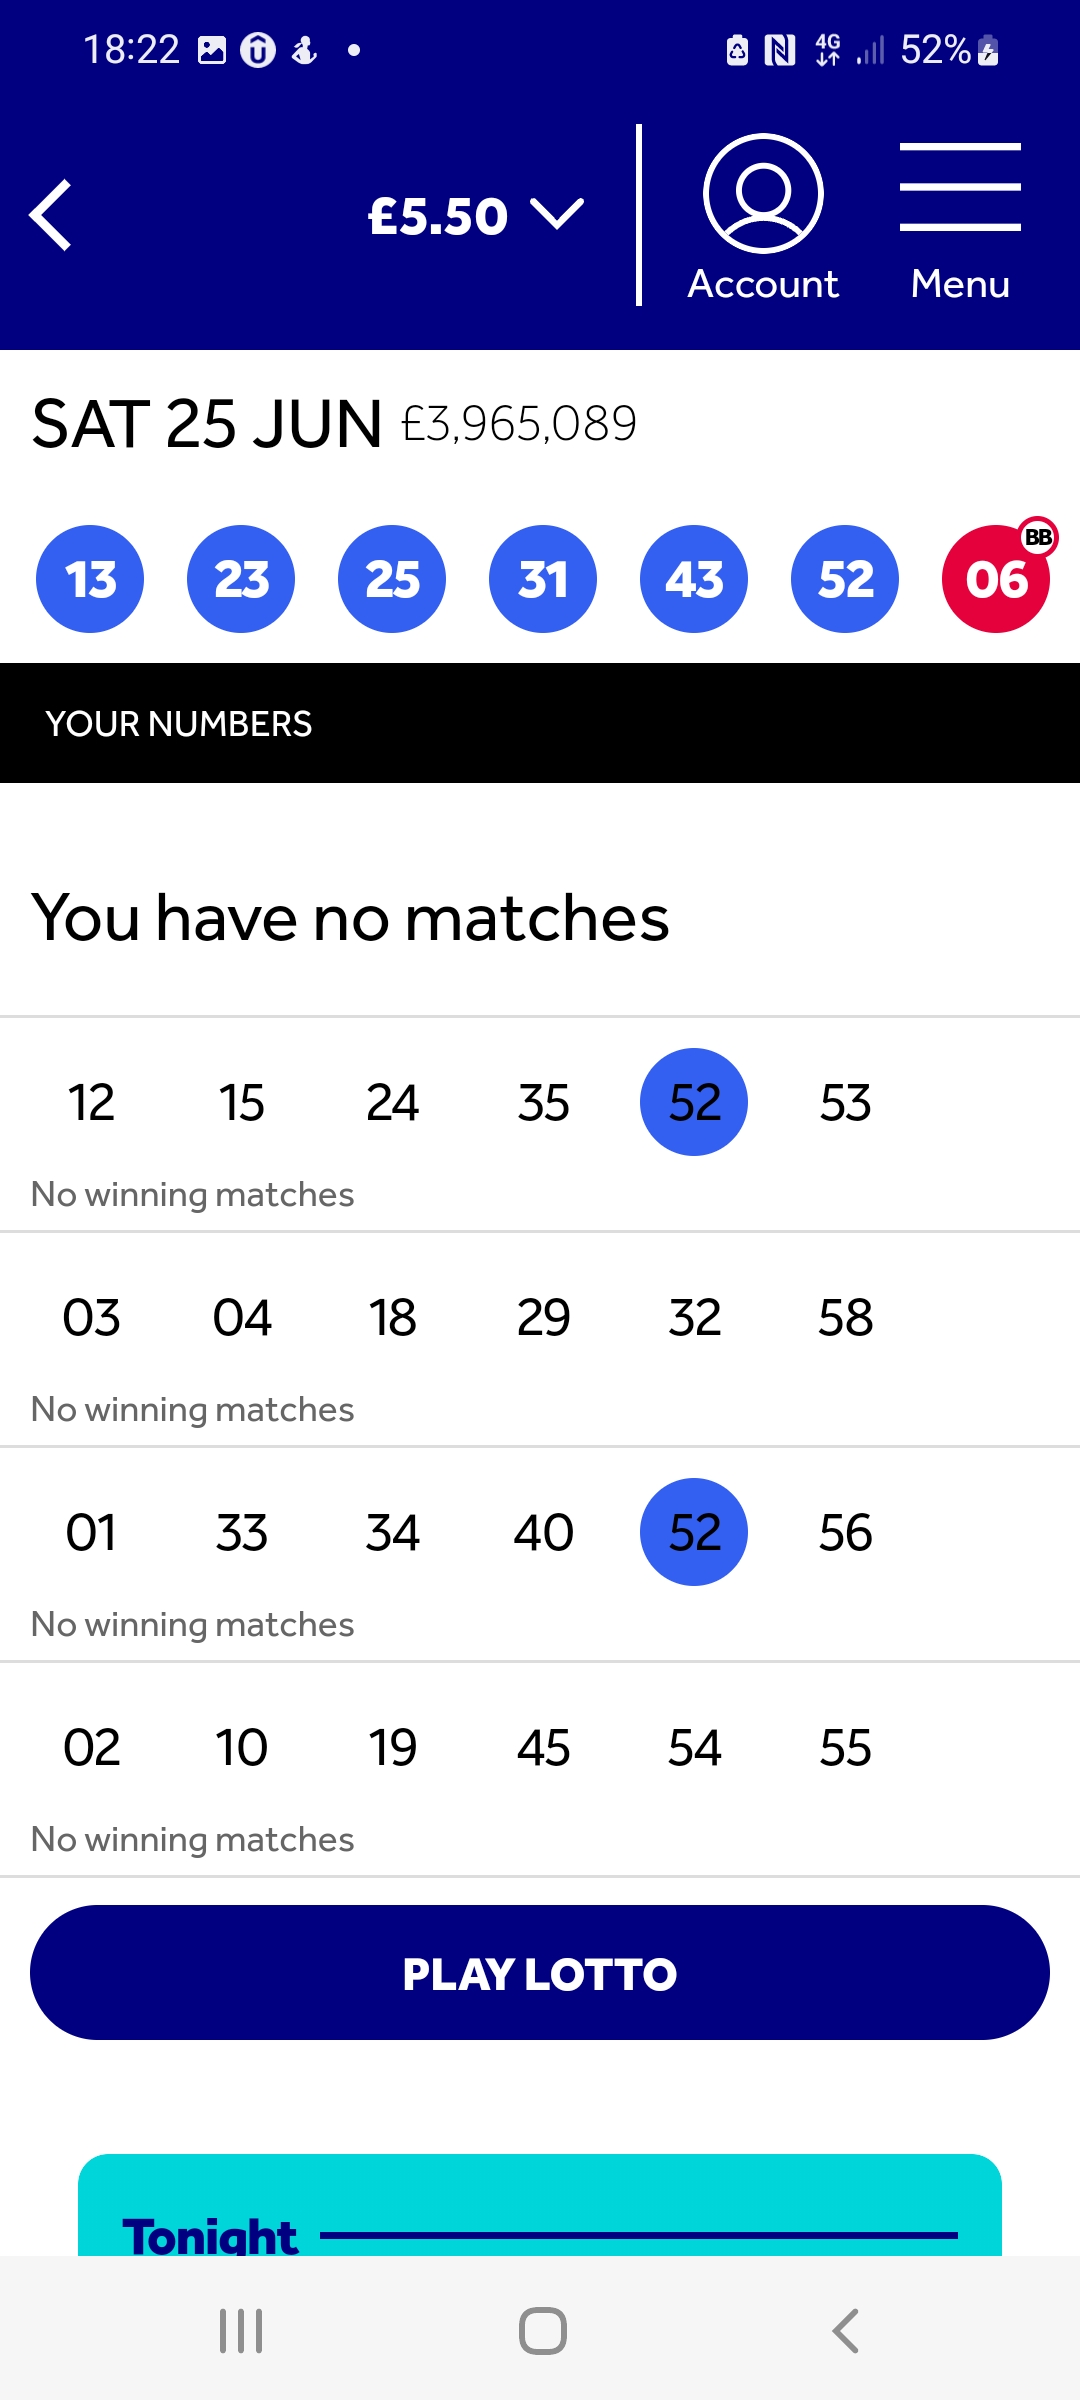 18:22 4G 52%
£5.50
Account Menu
SAT 25 JUN £3,965,089
13 23 25 31 43 52 06 BB
YOUR NUMBERS
You have no matches
12 15 24 35 52 53
No winning matches
03 04 18 29 32 58
No winning matches
01 33 34 40 52 56
No winning matches
02 10 19 45 54 55
No winning matches
PLAY LOTTO
Tonight